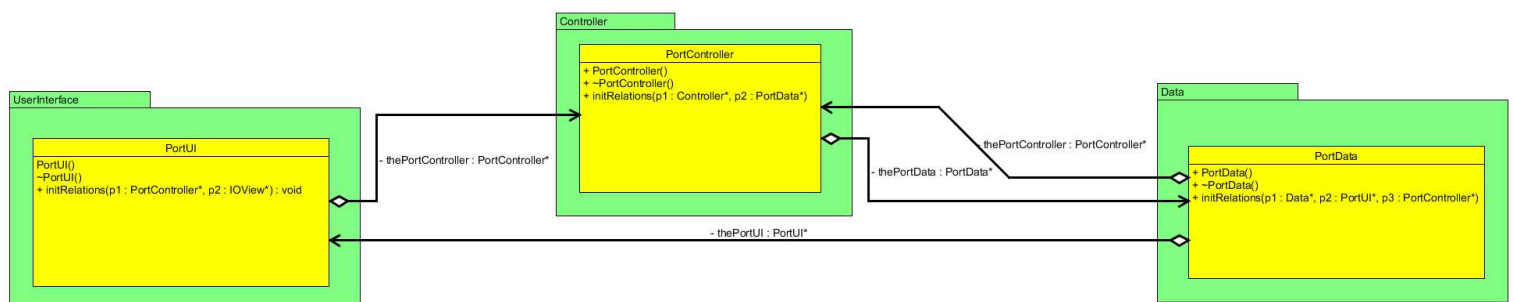 UserInterface
PortUI
PortUI()
~PortUI()
+ initRelations(p1 : PortController*, p2 : IOView*) : void
- thePortController : PortController*
Controller
PortController
+ PortController()
+ ~PortController()
+ initRelations(p1 : Controller*, p2 : PortData*)
- thePortController : PortController*
- thePortData : PortData*
- thePortUI : PortUI*
Data
PortData
+ PortData()
+ ~PortData()
+ initRelations(p1 : Data*, p2 : PortUI*, p3 : PortController*)